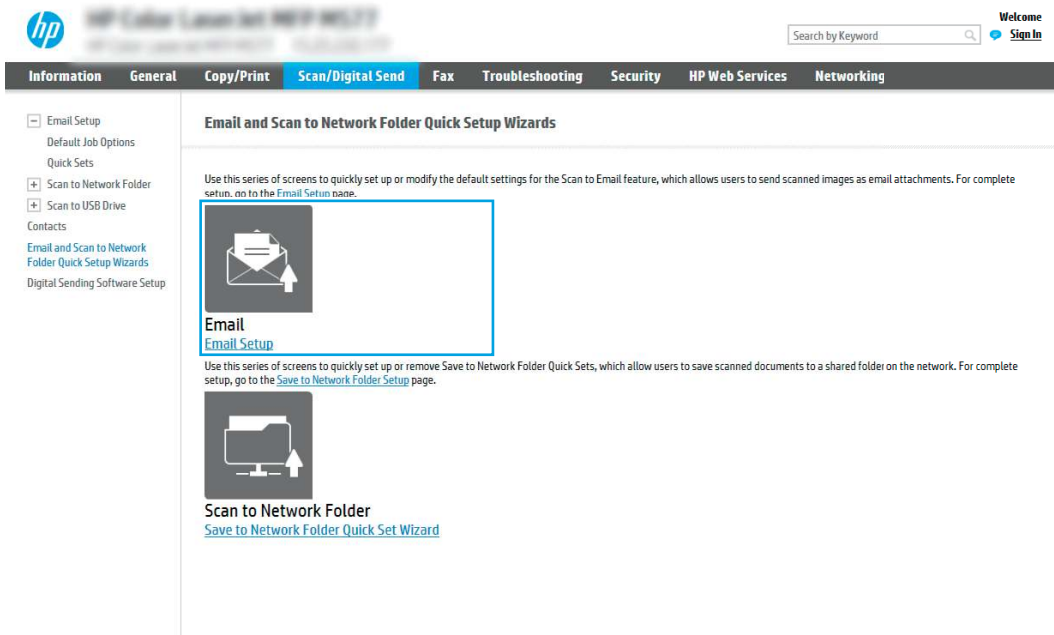 hp
Welcome
Search by Keyword
Sign In
Information General Copy/Print Scan/Digital Send Fax Troubleshooting Security HP Web Services Networking
Email Setup
Default Job Options
Quick Sets
Scan to Network Folder
Scan to USB Drive
Contacts
Email and Scan to Network
Folder Quick Setup Wizards
Digital Sending Software Setup
Email and Scan to Network Folder Quick Setup Wizards
Use this series of screens to quickly set up or modify the default settings for the Scan to Email feature, which allows users to send scanned images as email attachments. For complete
setup, go to the Email Setup page.
Email
Email Setup
Use this series of screens to quickly set up or remove Save to Network Folder Quick Sets, which allow users to save scanned documents to a shared folder on the network. For complete
setup, go to the Save to Network Folder Setup page.
Scan to Network Folder
Save to Network Folder Quick Set Wizard